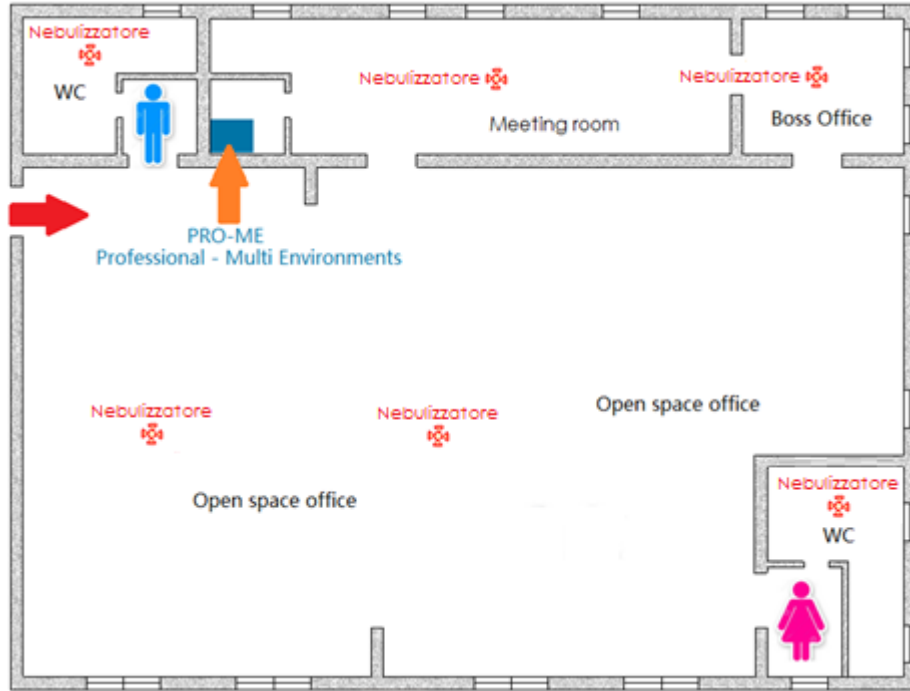 Nebulizzatore
WC
Nebulizzatore
Meeting room
Nebulizzatore
Boss Office
PRO-ME
Professional - Multi Environments
Nebulizzatore
Open space office
Nebulizzatore
Open space office
Nebulizzatore
WC